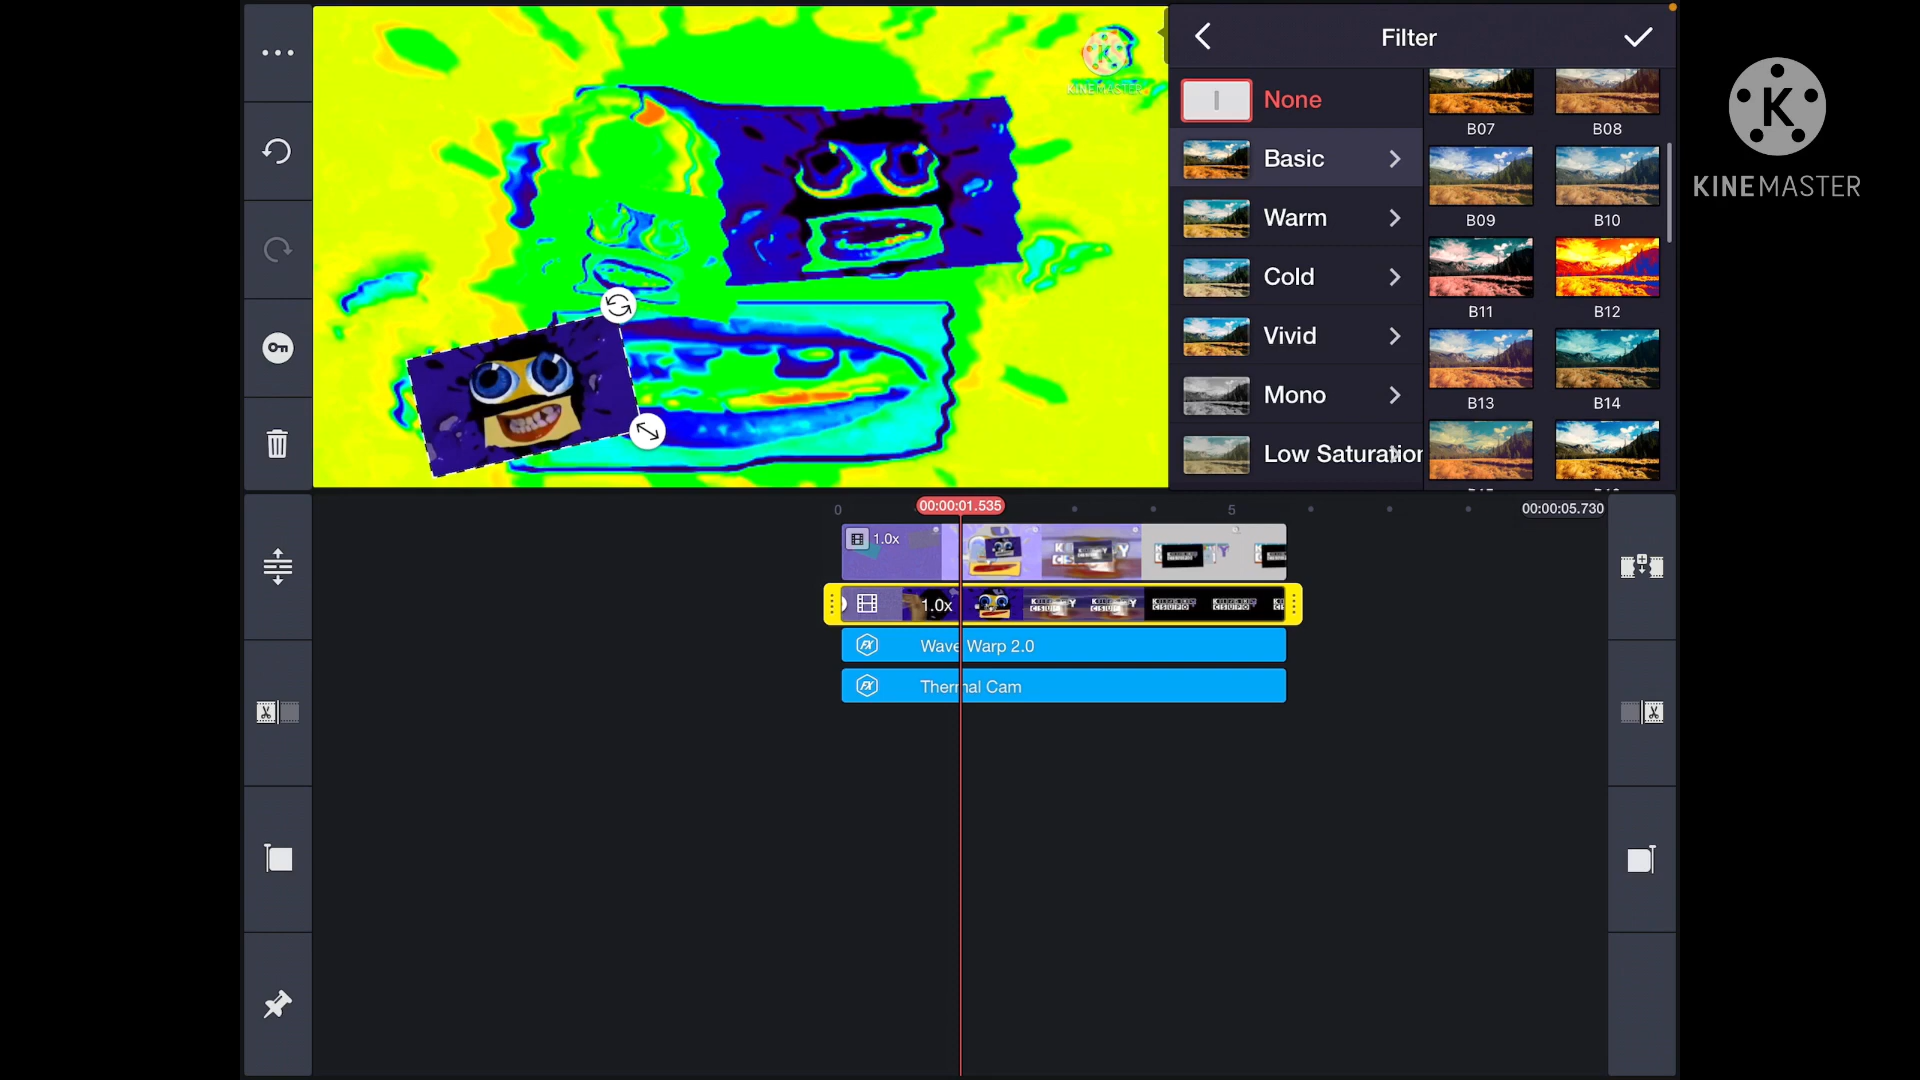 Filter
KINEMASTER
None
Basic
Warm
Cold
Vivid
Mono
Low Saturation
B07
B08
B09
B10
B11
B12
B13
B14
KINEMASTER
0
00:00:01.535
5
00:00:05.730
1.0x
1.0x
Wave Warp 2.0
Thermal Cam